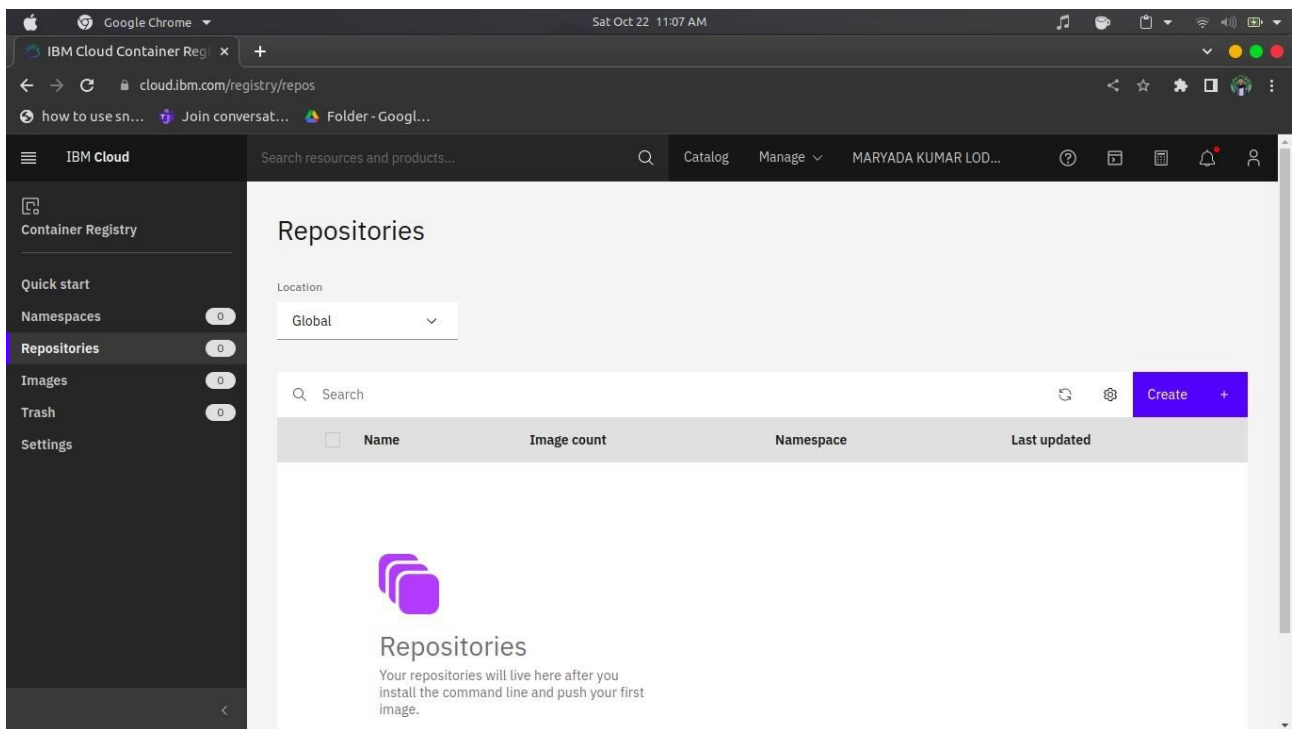 Google Chrome
Sat Oct 22 11:07 AM
IBM Cloud Container Reg
cloud.ibm.com/registry/repos
how to use sn... Join conversat... Folder - Googl...
IBM Cloud
Search resources and products...
Catalog Manage MARYADA KUMAR LOD...
Container Registry
Quick start
Namespaces 0
Repositories 0
Images 0
Trash 0
Settings
Repositories
Location
Global
Search
Create +
Name Image count Namespace Last updated
Repositories
Your repositories will live here after you
install the command line and push your first
image.